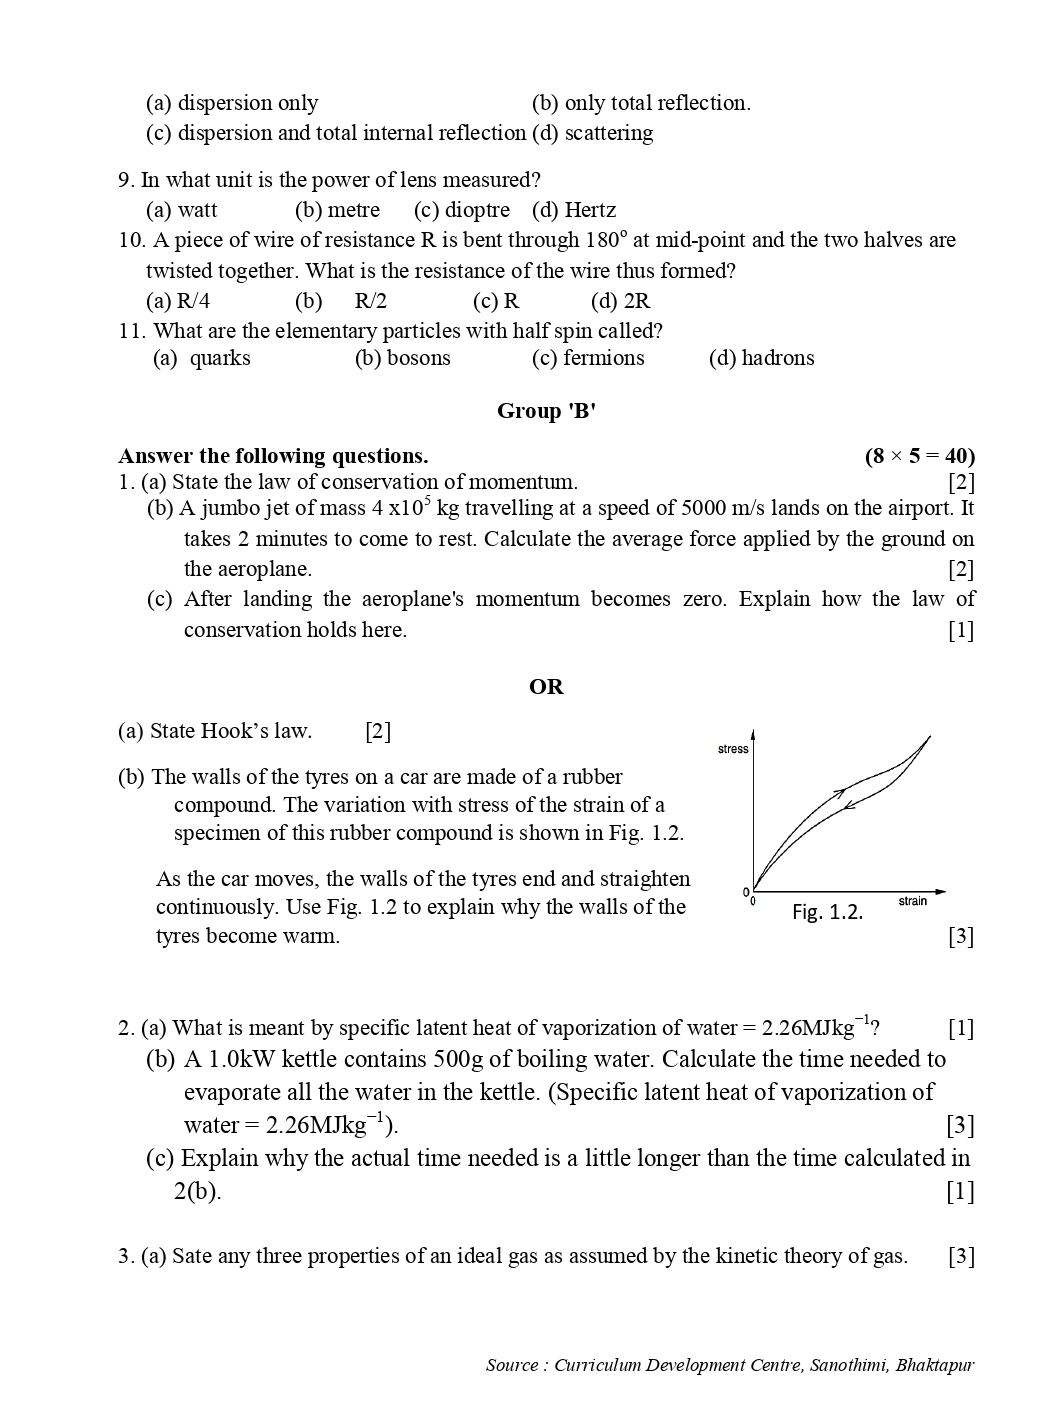 (a) dispersion only (b) only total reflection.
(c) dispersion and total internal reflection (d) scattering
9. In what unit is the power of lens measured?
(a) watt (b) metre (c) dioptre (d) Hertz
10. A piece of wire of resistance R is bent through 180° at mid-point and the two halves are
twisted together. What is the resistance of the wire thus formed?
(a) R/4 (b) R/2 (c) R (d) 2R
11. What are the elementary particles with half spin called?
(a) quarks (b) bosons (c) fermions (d) hadrons
Group 'B'
Answer the following questions. (8 × 5 = 40)
1. (a) State the law of conservation of momentum. [2]
(b) A jumbo jet of mass 4 x10⁵ kg travelling at a speed of 5000 m/s lands on the airport. It
takes 2 minutes to come to rest. Calculate the average force applied by the ground on
the aeroplane. [2]
(c) After landing the aeroplane's momentum becomes zero. Explain how the law of
conservation holds here. [1]
OR
(a) State Hook’s law. [2]
(b) The walls of the tyres on a car are made of a rubber
compound. The variation with stress of the strain of a
specimen of this rubber compound is shown in Fig. 1.2.
As the car moves, the walls of the tyres end and straighten
continuously. Use Fig. 1.2 to explain why the walls of the
tyres become warm. [3]
stress
0
0
strain
Fig. 1.2.
2. (a) What is meant by specific latent heat of vaporization of water = 2.26MJkg⁻¹? [1]
(b) A 1.0kW kettle contains 500g of boiling water. Calculate the time needed to
evaporate all the water in the kettle. (Specific latent heat of vaporization of
water = 2.26MJkg⁻¹). [3]
(c) Explain why the actual time needed is a little longer than the time calculated in
2(b). [1]
3. (a) Sate any three properties of an ideal gas as assumed by the kinetic theory of gas. [3]
Source : Curriculum Development Centre, Sanothimi, Bhaktapur